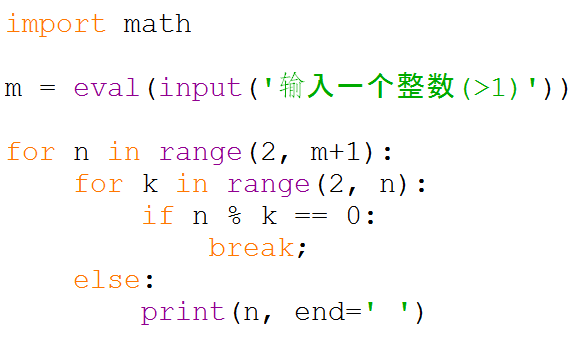 import math
m = eval(input('输入一个整数(>1)'))
for n in range(2, m+1):
for k in range(2, n):
if n % k == 0:
break;
else:
print(n, end=' ')